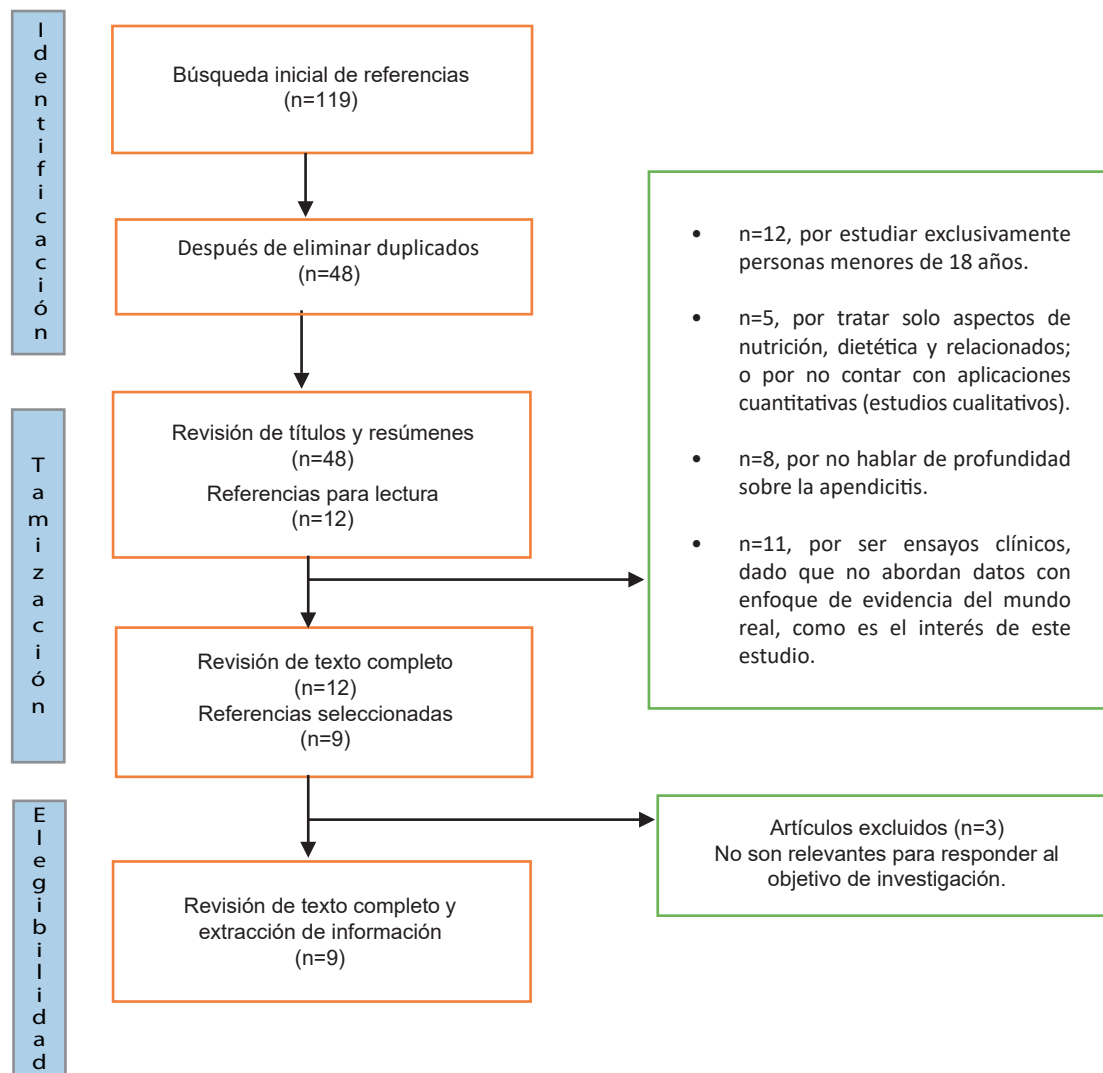 Identificación
Búsqueda inicial de referencias
(n=119)
Después de eliminar duplicados
(n=48)
Tamización
Revisión de títulos y resúmenes
(n=48)
Referencias para lectura
(n=12)
• n=12, por estudiar exclusivamente
personas menores de 18 años.
• n=5, por tratar solo aspectos de
nutrición, dietética y relacionados;
o por no contar con aplicaciones
cuantitativas (estudios cualitativos).
• n=8, por no hablar de profundidad
sobre la apendicitis.
• n=11, por ser ensayos clínicos,
dado que no abordan datos con
enfoque de evidencia del mundo
real, como es el interés de este
estudio.
Revisión de texto completo
(n=12)
Referencias seleccionadas
(n=9)
Elegibilidad
Artículos excluidos (n=3)
No son relevantes para responder al
objetivo de investigación.
Revisión de texto completo y
extracción de información
(n=9)